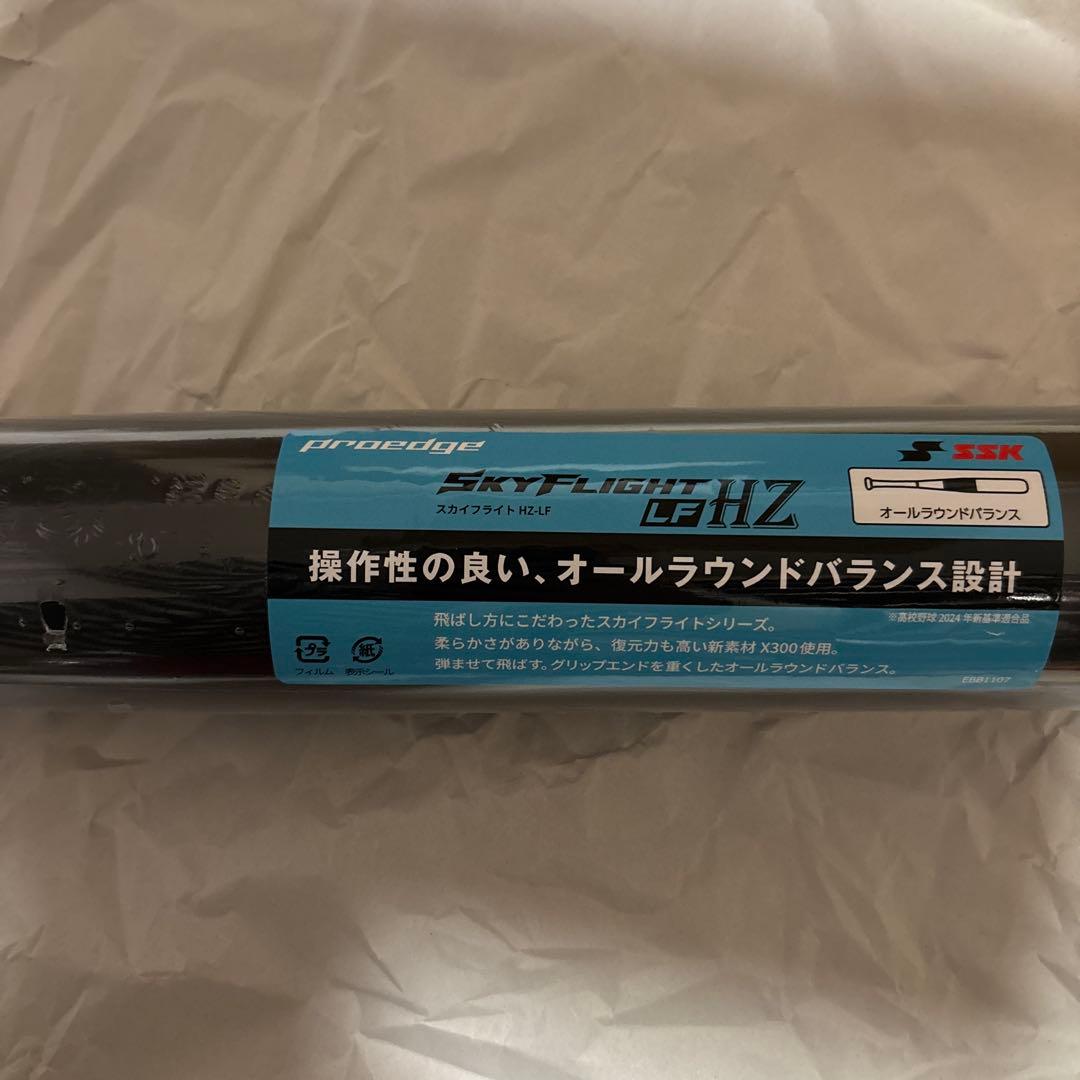 proedge
SSK
SKYFLIGHT
LF HZ
スカイフライト HZ-LF
オールラウンドバランス
操作性の良い、オールラウンドバランス設計
※高校野球 2024 年新基準適合品
飛ばし方にこだわったスカイフライトシリーズ。
柔らかさがありながら、復元力も高い新素材 X300使用。
弾ませて飛ばす。グリップエンドを重くしたオールラウンドバランス。
プラ
紙
フィルム
表示シール
EBB1107